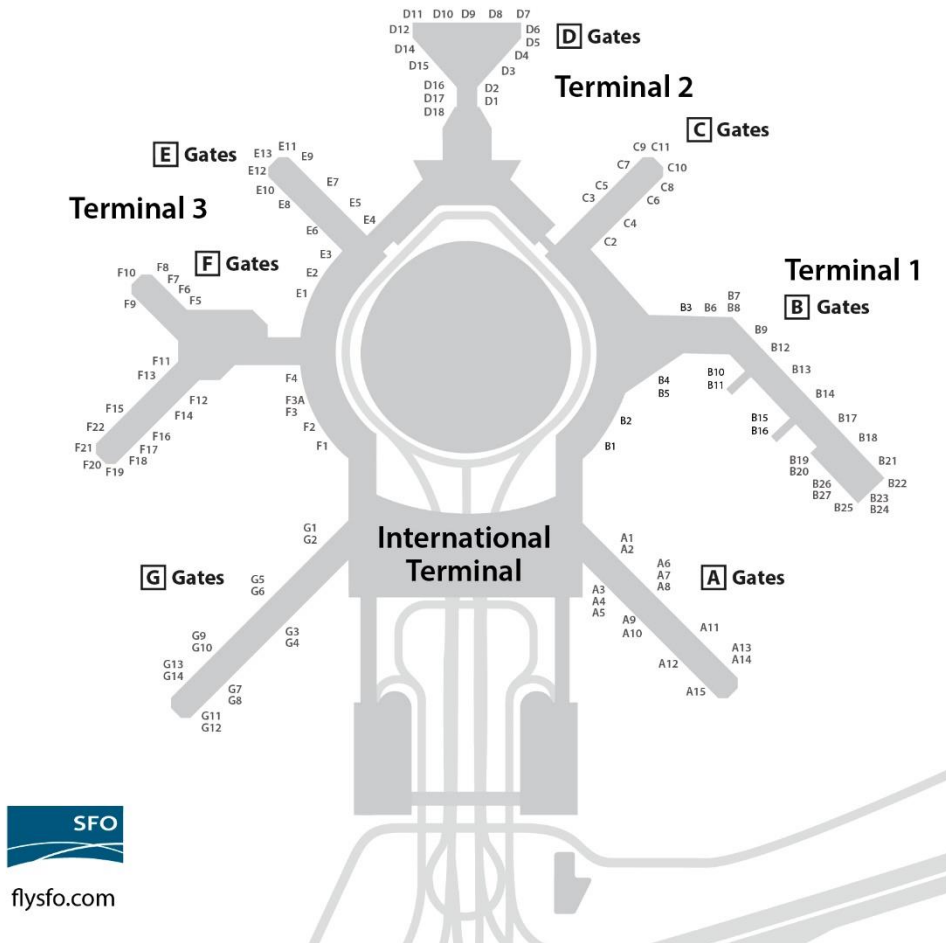 D11 D10 D9 D8 D7
D12
D6
D5
D14
D4
D15
D3
D16
D17
D18
D2
D1
D Gates
Terminal 2
C Gates
C9 C11
C7
C10
C5
C8
C3
C6
C4
C2
E Gates
E13 E11 E9
E12
E10
E7
E8
E5
E6
E4
E3
E2
E1
Terminal 3
F Gates
F10
F8
F7
F6
F5
F9
F11
F13
F4
F12
F3A
F3
F15
F14
F2
F22
F16
F1
F21
F17
F20 F19 F18
Terminal 1
B Gates
B3 B6
B7
B8
B9
B12
B13
B10
B11
B4
B5
B14
B15
B16
B17
B2
B1
B18
B19
B20
B21
B26
B27
B22
B25
B23
B24
International
Terminal
G1
G2
G Gates
G5
G6
G3
G4
G9
G10
G13
G14
G7
G8
G11
G12
A1
A2
A6
A7
A8
A Gates
A3
A4
A5
A9
A10
A11
A13
A14
A12
A15
SFO
flysfo.com